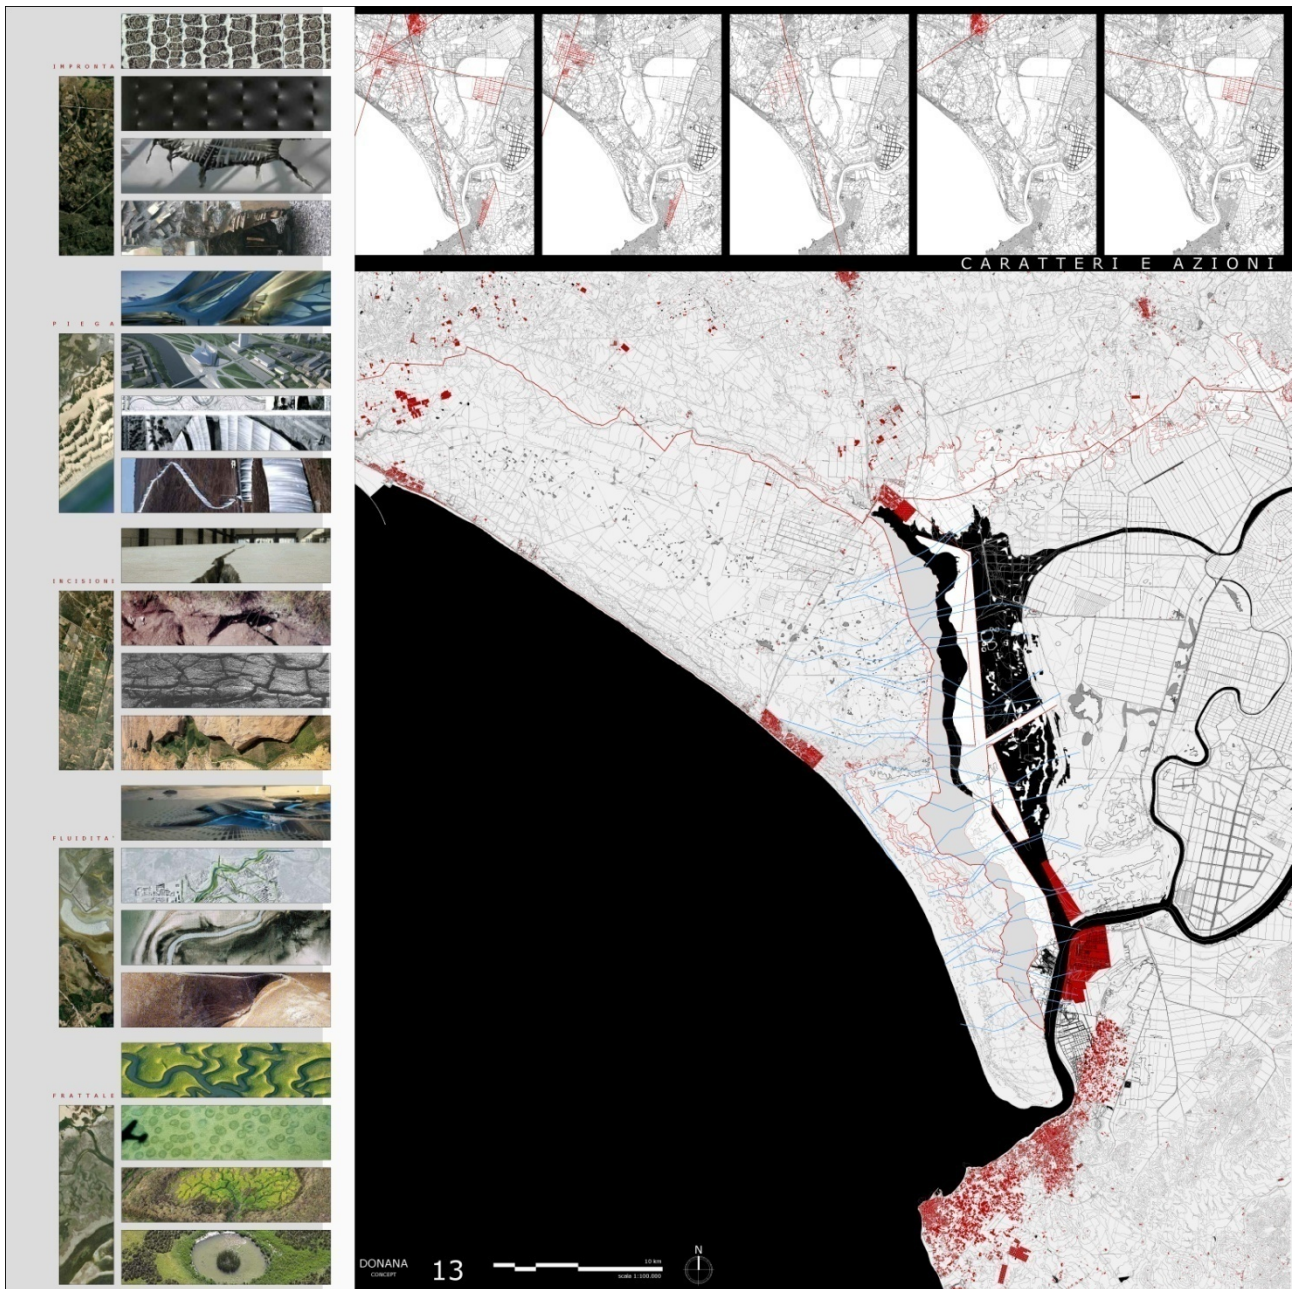 IMPRONTA
PIEGA
INCISIONI
FLUIDITA'
FRATTALE
CARATTERI E AZIONI
DONANA
CONCEPT
13
10 km
scala 1:100.000
N